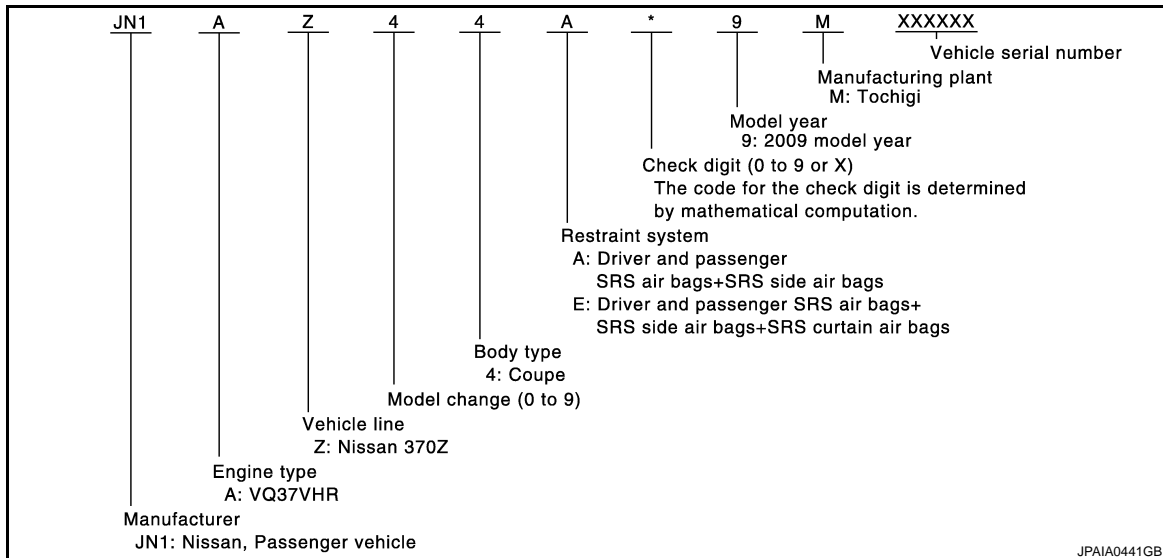 JN1 A Z 4 4 A * 9 M XXXXXX
Vehicle serial number
Manufacturing plant
M: Tochigi
Model year
9: 2009 model year
Check digit (0 to 9 or X)
The code for the check digit is determined
by mathematical computation.
Restraint system
A: Driver and passenger
SRS air bags+SRS side air bags
E: Driver and passenger SRS air bags+
SRS side air bags+SRS curtain air bags
Body type
4: Coupe
Model change (0 to 9)
Vehicle line
Z: Nissan 370Z
Engine type
A: VQ37VHR
Manufacturer
JN1: Nissan, Passenger vehicle
JPAIA0441GB